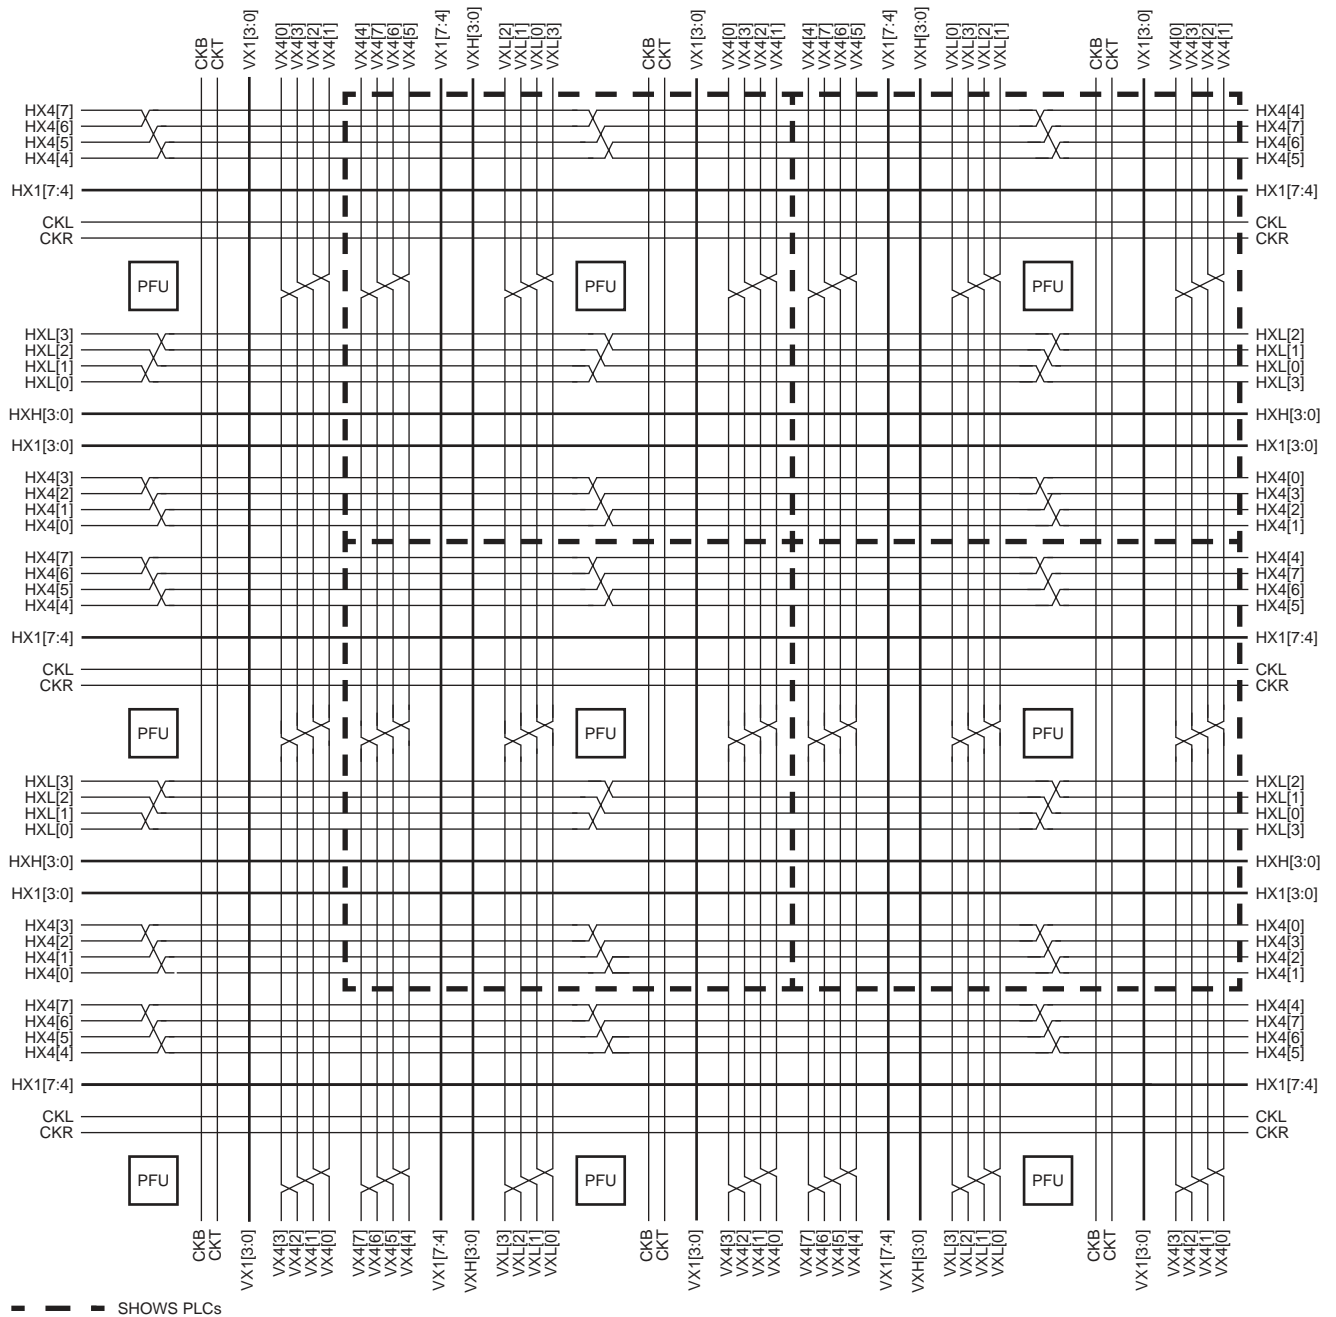 CKB
CKT
VX1[3:0]
VX4[0]
VX4[3]
VX4[2]
VX4[1]
VX4[4]
VX4[7]
VX4[6]
VX4[5]
VX1[7:4]
VXH[3:0]
VXL[2]
VXL[1]
VXL[0]
VXL[3]
CKB
CKT
VX1[3:0]
VX4[0]
VX4[3]
VX4[2]
VX4[1]
VX4[4]
VX4[7]
VX4[6]
VX4[5]
VX1[7:4]
VXH[3:0]
VXL[0]
VXL[3]
VXL[2]
VXL[1]
CKB
CKT
VX1[3:0]
VX4[0]
VX4[3]
VX4[2]
VX4[1]
HX4[7] HX4[4]
HX4[6] HX4[7]
HX4[5] HX4[6]
HX4[4] HX4[5]
HX1[7:4] HX1[7:4]
CKL CKL
CKR CKR
PFU PFU PFU
HXL[3] HXL[2]
HXL[2] HXL[1]
HXL[1] HXL[0]
HXL[0] HXL[3]
HXH[3:0] HXH[3:0]
HX1[3:0] HX1[3:0]
HX4[3] HX4[0]
HX4[2] HX4[3]
HX4[1] HX4[2]
HX4[0] HX4[1]
HX4[7] HX4[4]
HX4[6] HX4[7]
HX4[5] HX4[6]
HX4[4] HX4[5]
HX1[7:4] HX1[7:4]
CKL CKL
CKR CKR
PFU PFU PFU
HXL[3] HXL[2]
HXL[2] HXL[1]
HXL[1] HXL[0]
HXL[0] HXL[3]
HXH[3:0] HXH[3:0]
HX1[3:0] HX1[3:0]
HX4[3] HX4[0]
HX4[2] HX4[3]
HX4[1] HX4[2]
HX4[0] HX4[1]
HX4[7] HX4[4]
HX4[6] HX4[7]
HX4[5] HX4[6]
HX4[4] HX4[5]
HX1[7:4] HX1[7:4]
CKL CKL
CKR CKR
PFU PFU PFU
CKB
CKT
VX1[3:0]
VX4[3]
VX4[2]
VX4[1]
VX4[0]
VX4[7]
VX4[6]
VX4[5]
VX4[4]
VX1[7:4]
VXH[3:0]
VXL[3]
VXL[2]
VXL[1]
VXL[0]
CKB
CKT
VX1[3:0]
VX4[3]
VX4[2]
VX4[1]
VX4[0]
VX4[7]
VX4[6]
VX4[5]
VX4[4]
VX1[7:4]
VXH[3:0]
VXL[3]
VXL[2]
VXL[1]
VXL[0]
CKB
CKT
VX1[3:0]
VX4[3]
VX4[2]
VX4[1]
VX4[0]
SHOWS PLCs